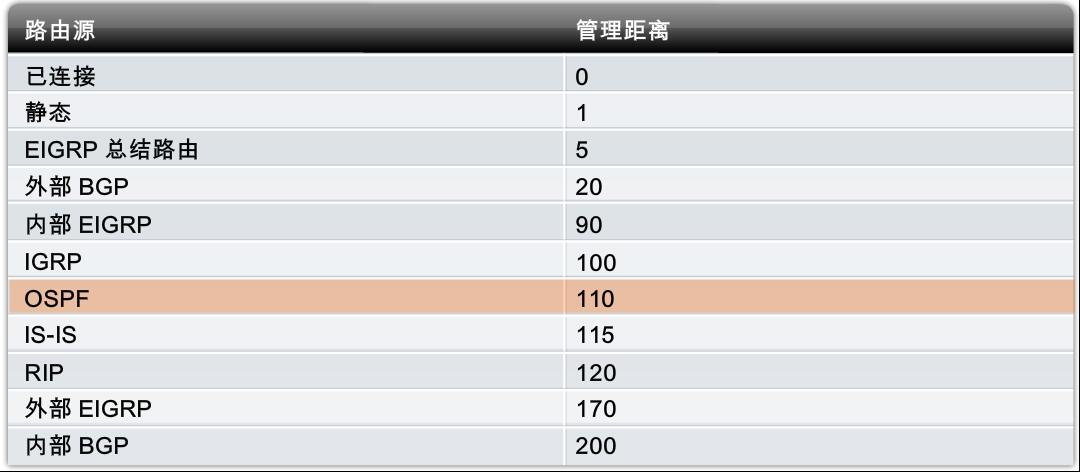 路由源 管理距离
已连接 0
静态 1
EIGRP 总结路由 5
外部 BGP 20
内部 EIGRP 90
IGRP 100
OSPF 110
IS-IS 115
RIP 120
外部 EIGRP 170
内部 BGP 200